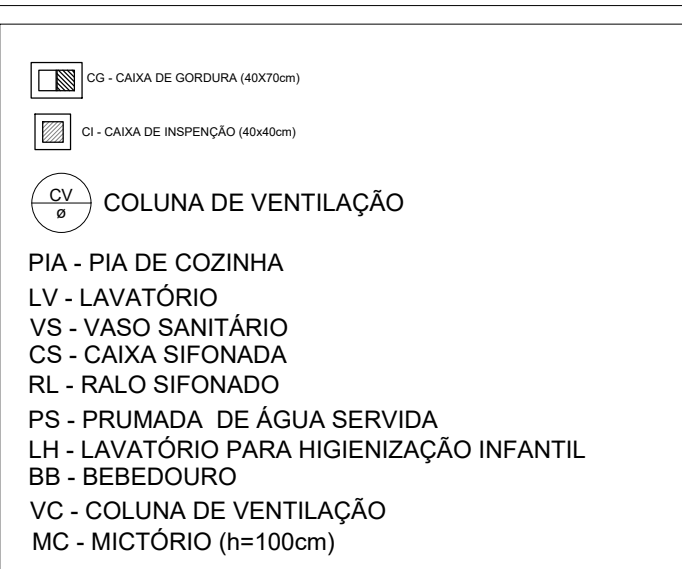 CG - CAIXA DE GORDURA (40X70cm)
CI - CAIXA DE INSPENÇÃO (40x40cm)
CV
ø
COLUNA DE VENTILAÇÃO
PIA - PIA DE COZINHA
LV - LAVATÓRIO
VS - VASO SANITÁRIO
CS - CAIXA SIFONADA
RL - RALO SIFONADO
PS - PRUMADA  DE ÁGUA SERVIDA
LH - LAVATÓRIO PARA HIGIENIZAÇÃO INFANTIL
BB - BEBEDOURO
VC - COLUNA DE VENTILAÇÃO
MC - MICTÓRIO (h=100cm)